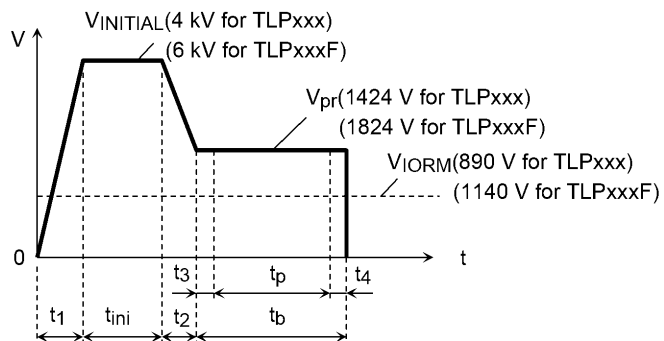 V
VINITIAL(4 kV for TLPxxx)
(6 kV for TLPxxxF)
Vpr(1424 V for TLPxxx)
(1824 V for TLPxxxF)
VIORM(890 V for TLPxxx)
(1140 V for TLPxxxF)
0
t
t3 tp t4
t1 tini t2 tb